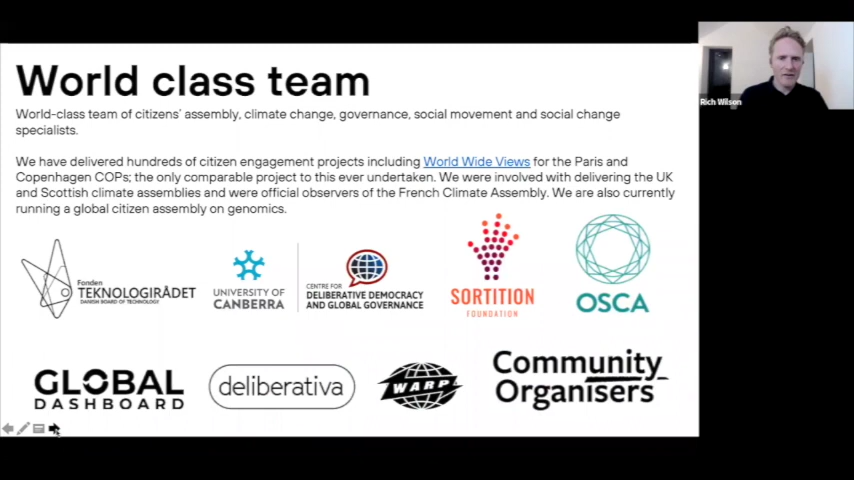 World class team
World-class team of citizens' assembly, climate change, governance, social movement and social change
specialists.
We have delivered hundreds of citizen engagement projects including World Wide Views for the Paris and
Copenhagen COPs; the only comparable project to this ever undertaken. We were involved with delivering the UK
and Scottish climate assemblies and were official observers of the French Climate Assembly. We are also currently
running a global citizen assembly on genomics.
Rich Wilson
Fonden
TEKNOLOGIRÅDET
DANISH BOARD OF TECHNOLOGY
UNIVERSITY OF
CANBERRA
CENTRE FOR
DELIBERATIVE DEMOCRACY
AND GLOBAL GOVERNANCE
SORTITION
FOUNDATION
OSCA
GLOBAL
DASHBOARD
deliberativa
WARP
Community
Organisers